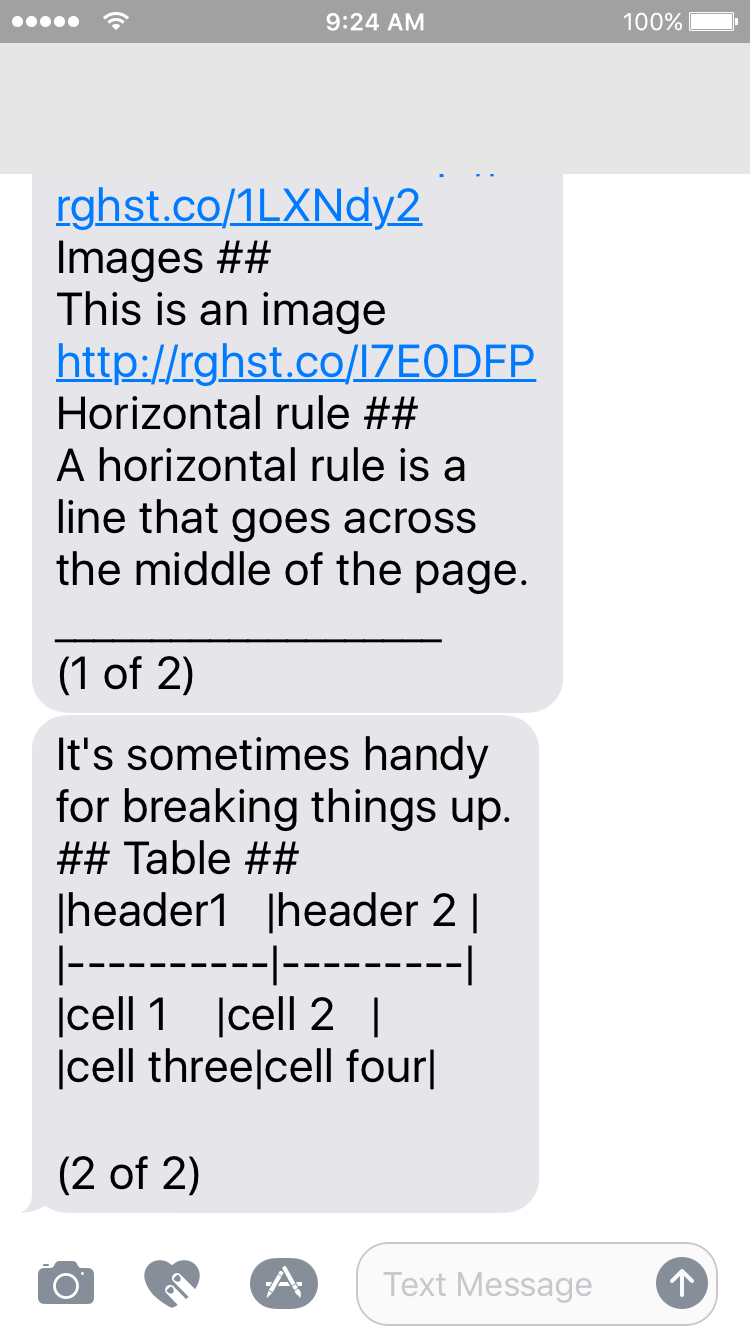 9:24 AM 100%
rghst.co/1LXNdy2
Images ##
This is an image
http://rghst.co/I7E0DFP
Horizontal rule ##
A horizontal rule is a
line that goes across
the middle of the page.
___________________
(1 of 2)
It's sometimes handy
for breaking things up.
## Table ##
|header1   |header 2 |
|----------|---------|
|cell 1    |cell 2   |
|cell three|cell four|
(2 of 2)
Text Message